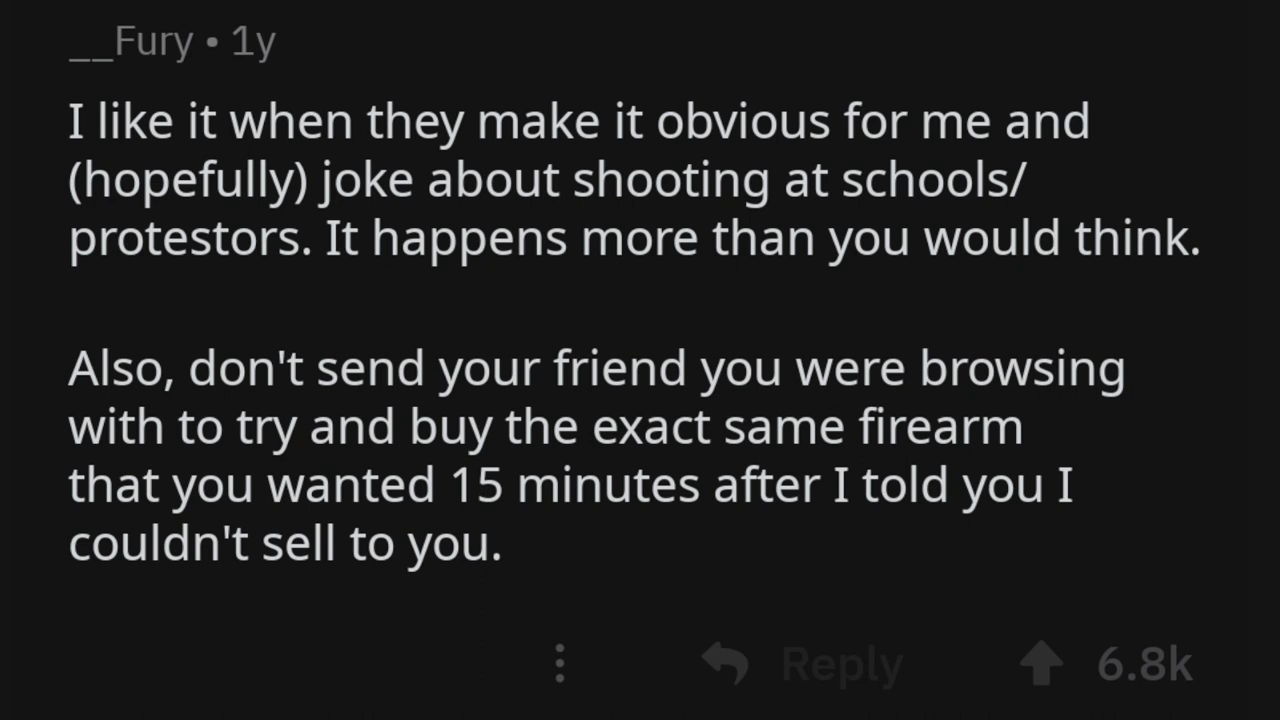 __Fury • 1y
I like it when they make it obvious for me and
(hopefully) joke about shooting at schools/
protestors. It happens more than you would think.
Also, don't send your friend you were browsing
with to try and buy the exact same firearm
that you wanted 15 minutes after I told you I
couldn't sell to you.
Reply 6.8k